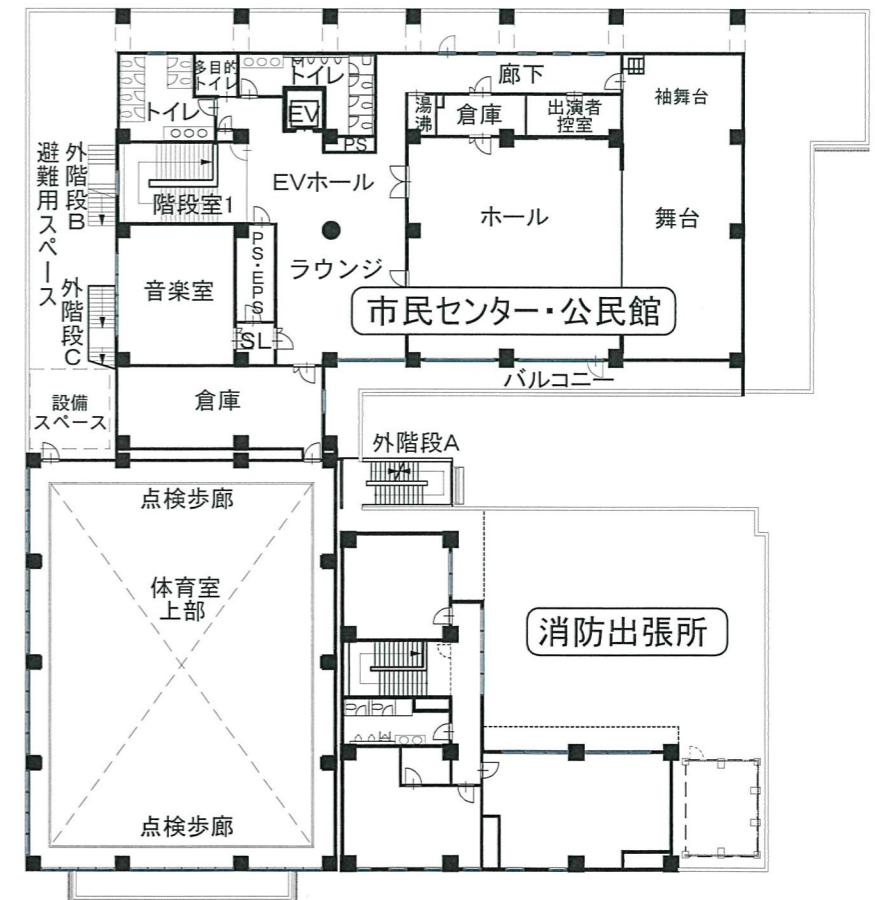 多目的
トイレ
トイレ
トイレ
EV
PS
廊下
湯沸
倉庫
出演者
控室
袖舞台
外階段B
避難用スペース
階段室1
EVホール
ホール
舞台
外階段C
音楽室
PS・EPS
ラウンジ
市民センター・公民館
SL
バルコニー
設備
スペース
倉庫
外階段A
点検歩廊
体育室
上部
消防出張所
点検歩廊